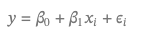 y = β₀ + β₁xᵢ + ϵᵢ